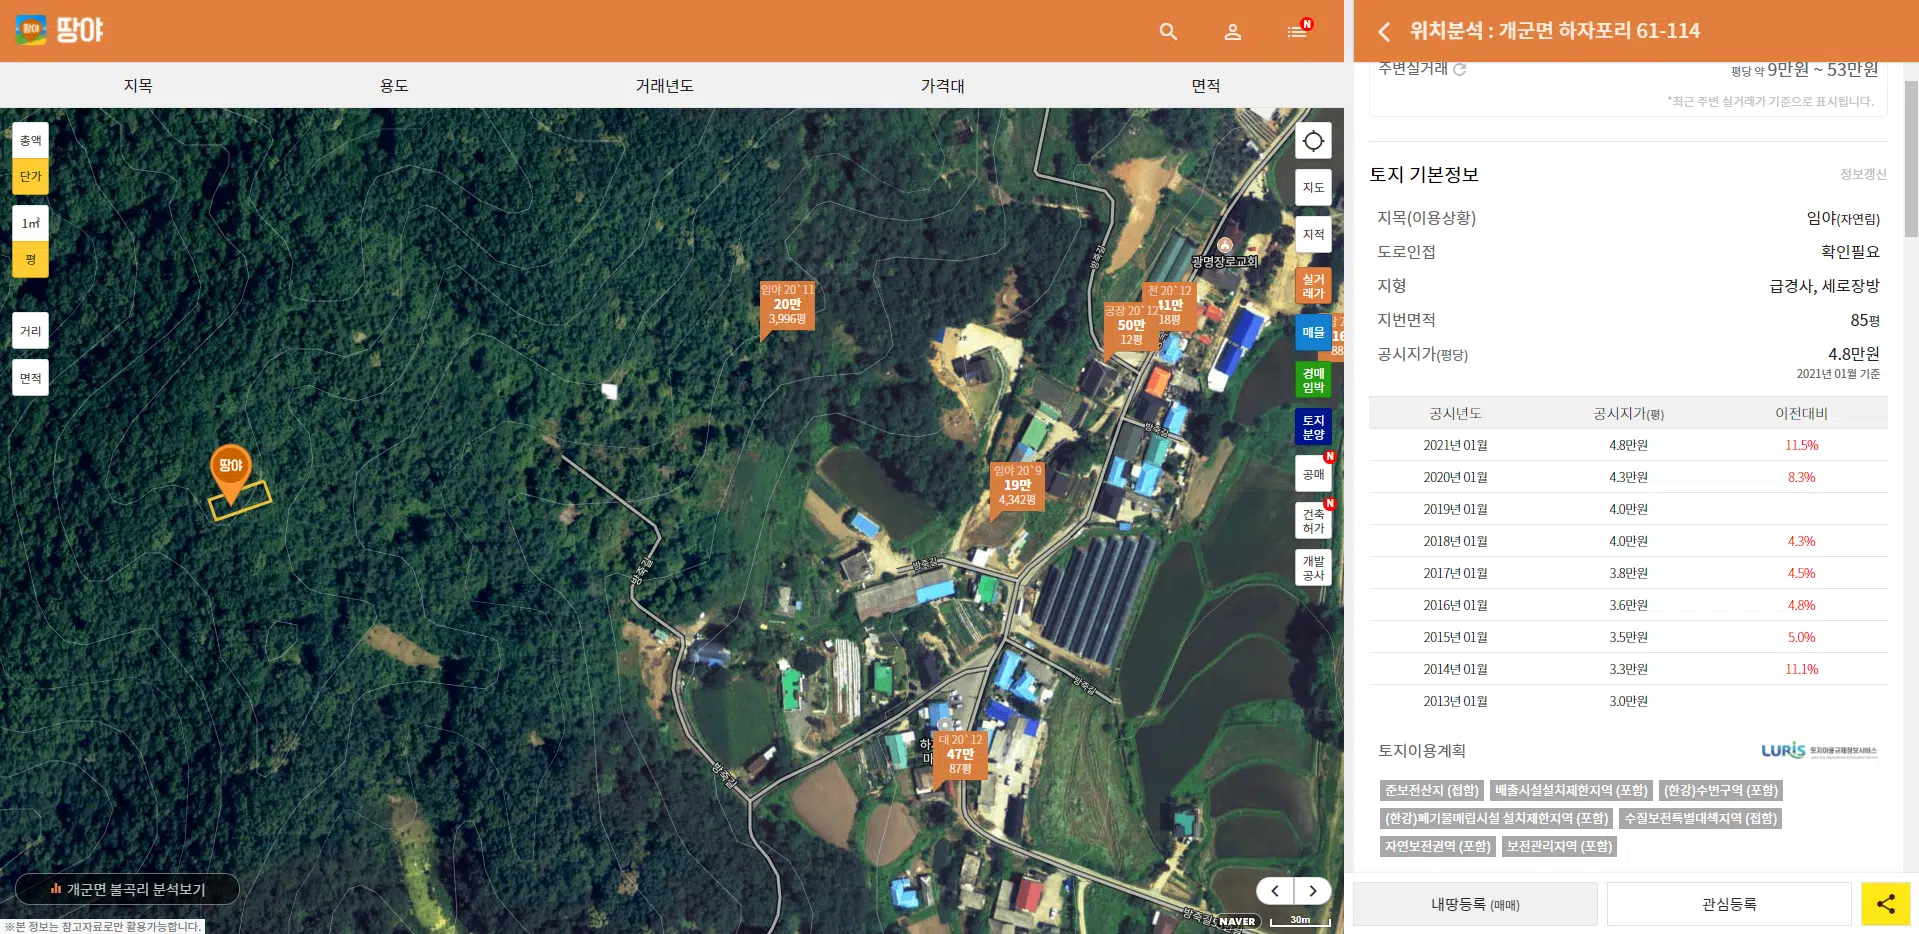 땅야 땅야
N
지목 용도 거래년도 가격대 면적
총액
단가
1㎡
평
거리
면적
지도
지적
실거
래가
매물
경매
임박
토지
분양
N
공매
N
건축
허가
개발
공사
광명장로교회
방죽길
임야 20`11
20만
3,996평
전 20`12
41만
18평
공장 20`12
50만
12평
땅야
방죽길
임야 20`9
19만
4,342평
방죽길
방죽길
방죽길
대 20`12
47만
87평
방죽길
방죽길
NAVER
30m
개군면 불곡리 분석보기
※본 정보는 참고자료로만 활용가능합니다.
위치분석 : 개군면 하자포리 61-114
주변실거래 평당 약 9만원 ~ 53만원
*최근 주변 실거래가 기준으로 표시됩니다.
토지 기본정보 정보갱신
지목(이용상황) 임야(자연림)
도로인접 확인필요
지형 급경사, 세로장방
지번면적 85평
공시지가(평당) 4.8만원
2021년 01월 기준
공시년도 공시지가(평) 이전대비
2021년 01월 4.8만원 11.5%
2020년 01월 4.3만원 8.3%
2019년 01월 4.0만원
2018년 01월 4.0만원 4.3%
2017년 01월 3.8만원 4.5%
2016년 01월 3.6만원 4.8%
2015년 01월 3.5만원 5.0%
2014년 01월 3.3만원 11.1%
2013년 01월 3.0만원
토지이용계획 LURIS 토지이용규제정보서비스
준보전산지 (접함) 배출시설설치제한지역 (포함) (한강)수변구역 (포함)
(한강)폐기물매립시설 설치제한지역 (포함) 수질보전특별대책지역 (접함)
자연보전권역 (포함) 보전관리지역 (포함)
내땅등록 (매매) 관심등록